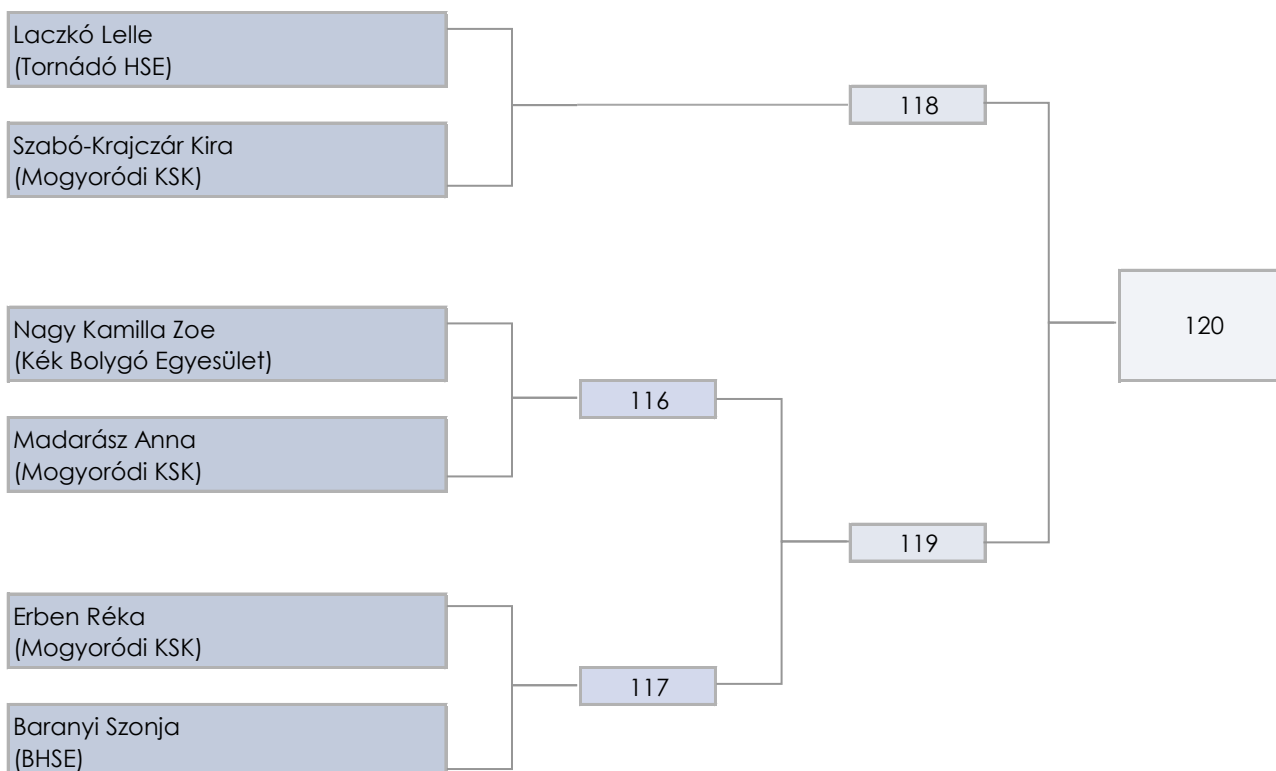 Laczkó Lelle
(Tornádó HSE)
118
Szabó-Krajczár Kira
(Mogyoródi KSK)
120
Nagy Kamilla Zoe
(Kék Bolygó Egyesület)
116
Madarász Anna
(Mogyoródi KSK)
119
Erben Réka
(Mogyoródi KSK)
117
Baranyi Szonja
(BHSE)